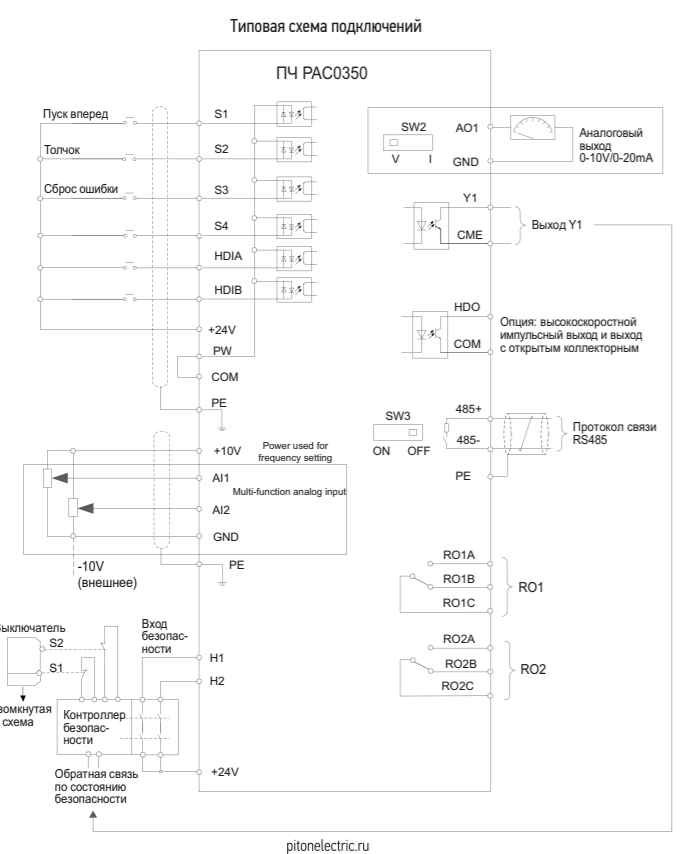 Типовая схема подключений
ПЧ PAC0350
Пуск вперед
S1
Толчок
S2
Сброс ошибки
S3
S4
HDIA
HDIB
+24V
PW
COM
PE
+10V
Power used for
frequency setting
AI1
Multi-function analog input
AI2
GND
-10V
(внешнее)
PE
SW2
V I
AO1
GND
Аналоговый
выход
0-10V/0-20mA
Y1
CME
Выход Y1
HDO
COM
Опция: высокоскоростной
импульсный выход и выход
с открытым коллекторным
SW3
ON OFF
485+
485-
PE
Протокол связи
RS485
RO1A
RO1B
RO1C
RO1
RO2A
RO2B
RO2C
RO2
ыключатель
S2
S1
зомкнутая
схема
Вход
безопас-
ности
H1
H2
Контроллер
безопас-
ности
+24V
Обратная связь
по состоянию
безопасности
pitonelectric.ru